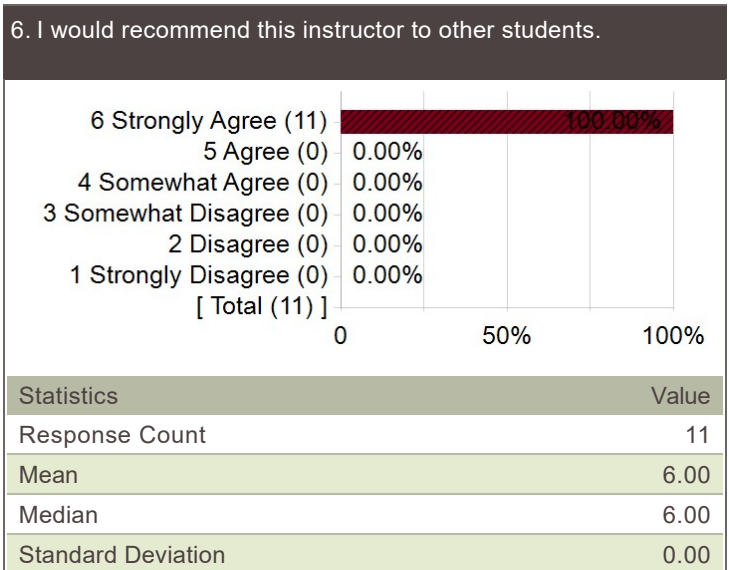 6. I would recommend this instructor to other students.
6 Strongly Agree (11) 100.00%
5 Agree (0) 0.00%
4 Somewhat Agree (0) 0.00%
3 Somewhat Disagree (0) 0.00%
2 Disagree (0) 0.00%
1 Strongly Disagree (0) 0.00%
[ Total (11) ]
0 50% 100%
Statistics Value
Response Count 11
Mean 6.00
Median 6.00
Standard Deviation 0.00